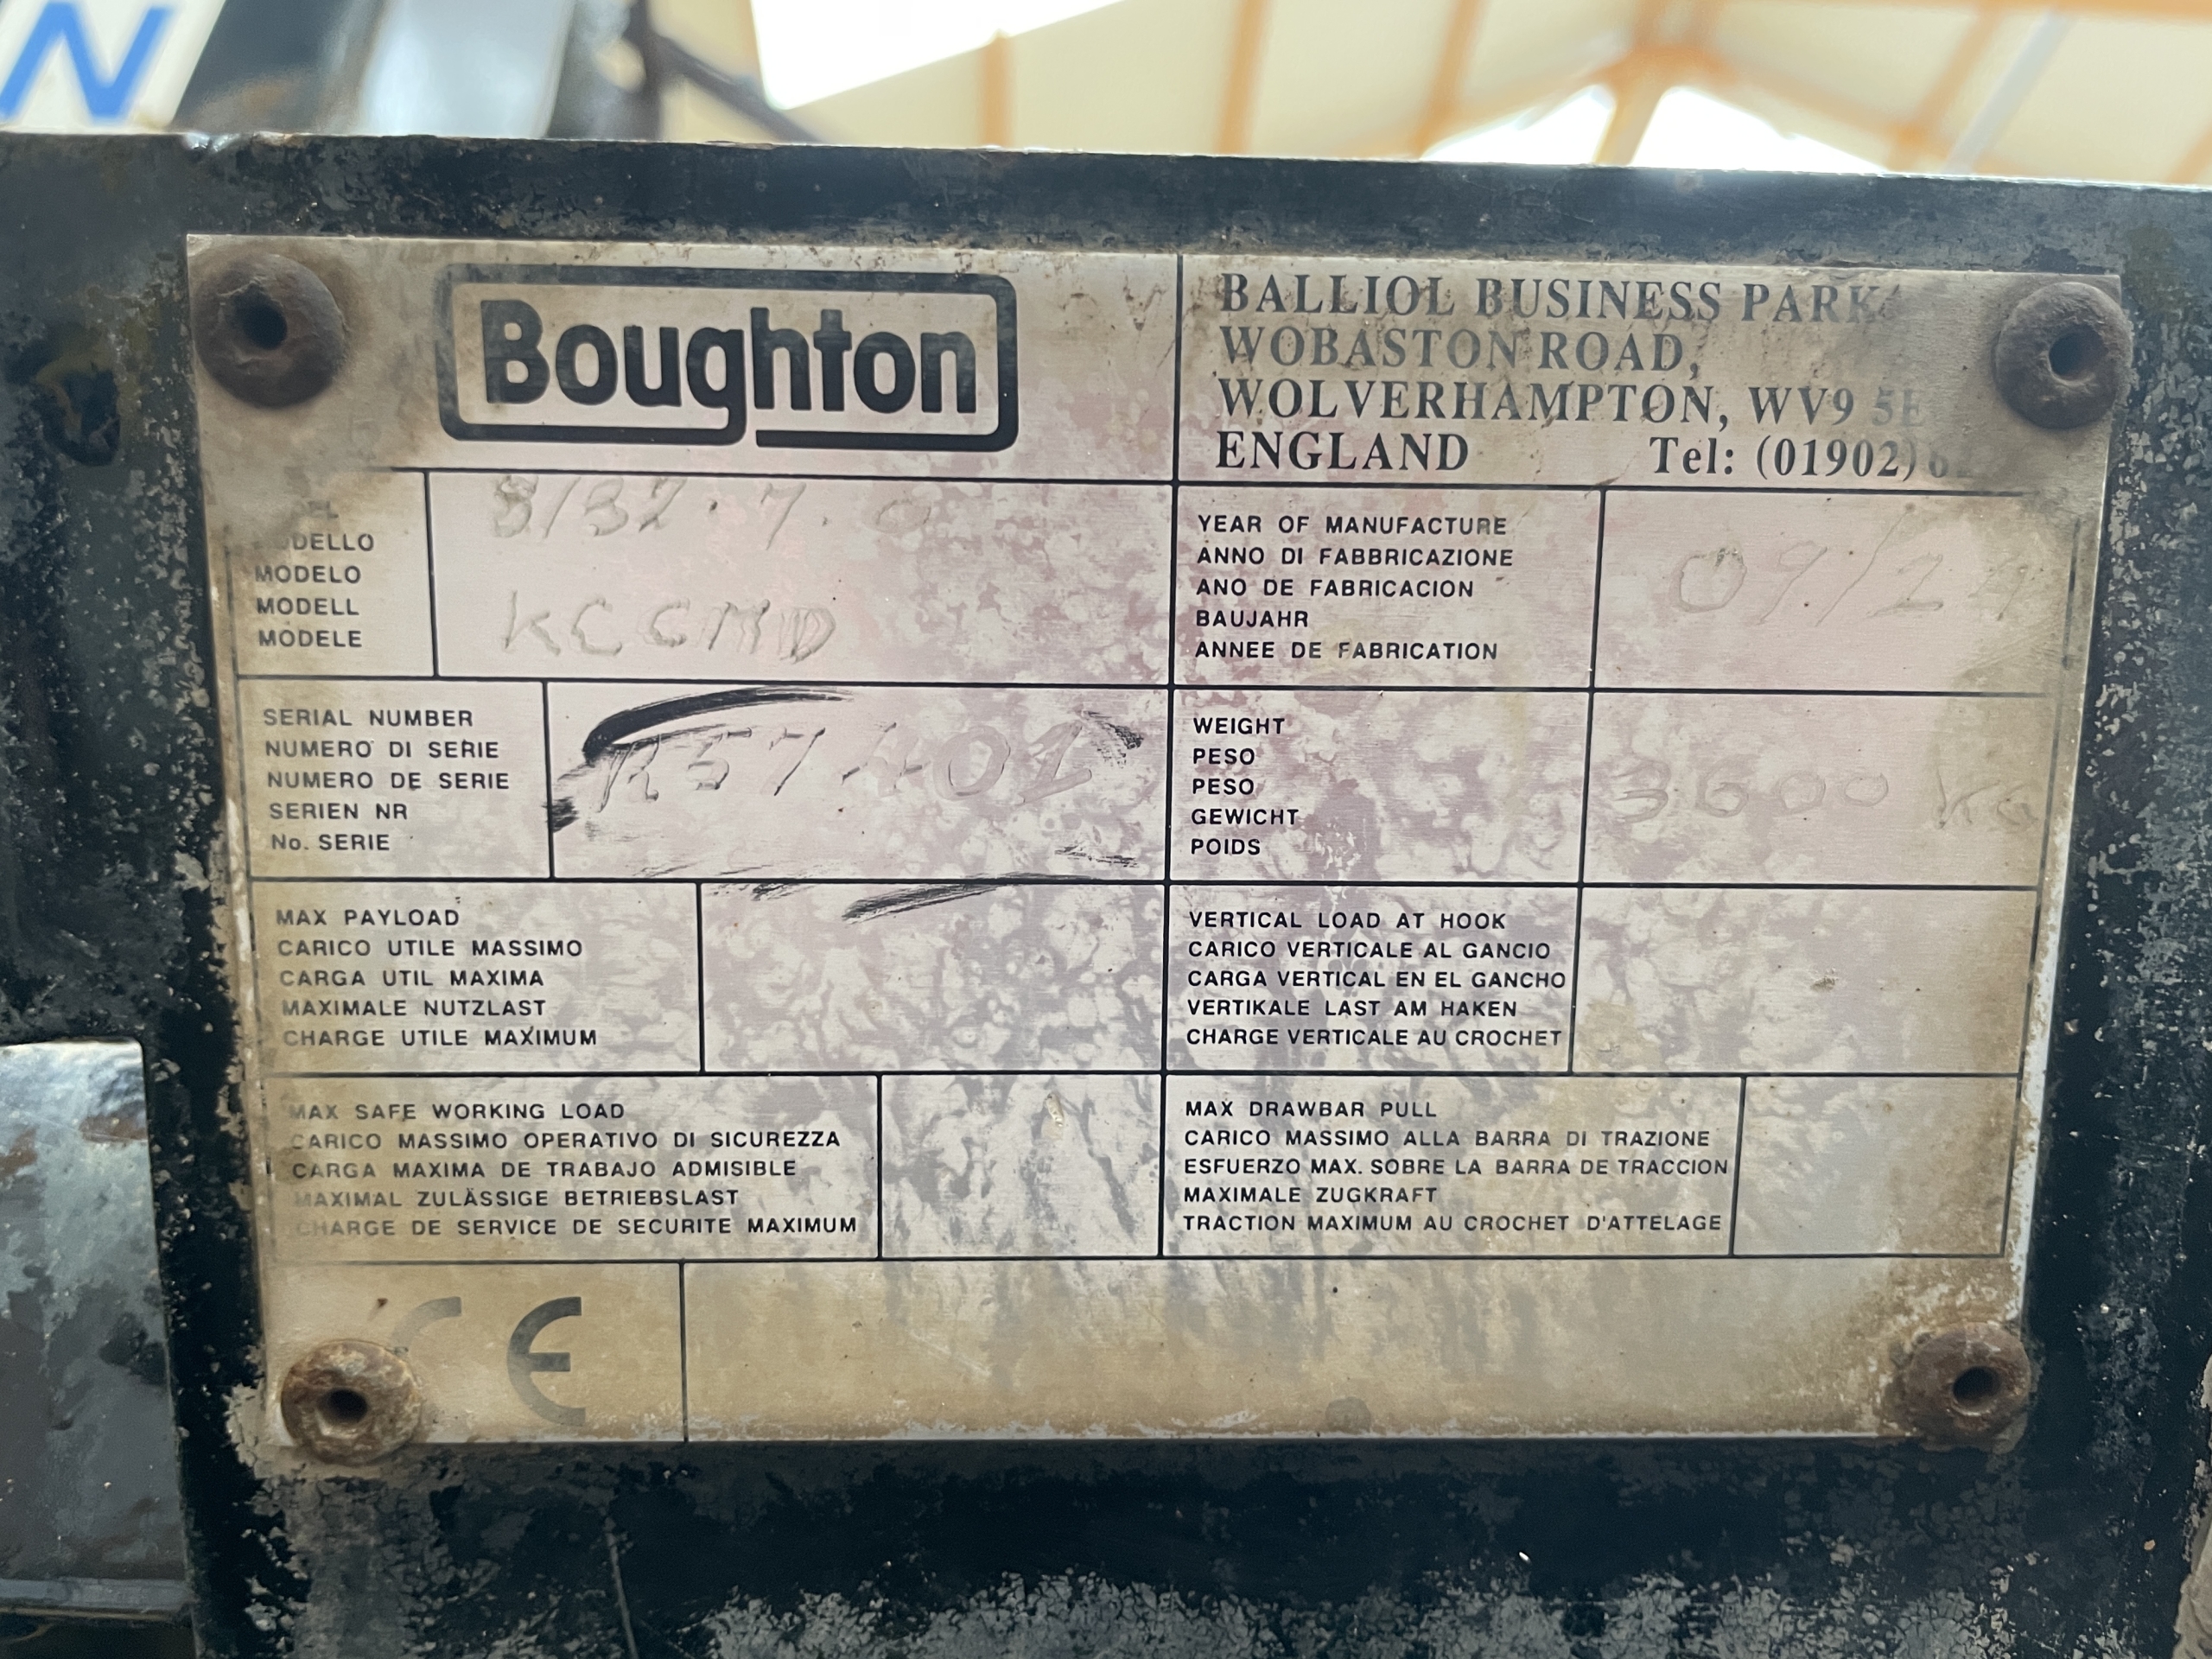 N
Boughton
BALLIOL BUSINESS PARK
WOBASTON ROAD,
WOLVERHAMPTON, WV9
ENGLAND Tel: (01902)
MODELLO
MODELO
MODELL
MODELE
KCCMD
YEAR OF MANUFACTURE
ANNO DI FABBRICAZIONE
ANO DE FABRICACION
BAUJAHR
ANNEE DE FABRICATION
SERIAL NUMBER
NUMERO DI SERIE
NUMERO DE SERIE
SERIEN NR
No. SERIE
WEIGHT
PESO
PESO
GEWICHT
POIDS
3600 KG
MAX PAYLOAD
CARICO UTILE MASSIMO
CARGA UTIL MAXIMA
MAXIMALE NUTZLAST
CHARGE UTILE MAXIMUM
VERTICAL LOAD AT HOOK
CARICO VERTICALE AL GANCIO
CARGA VERTICAL EN EL GANCHO
VERTIKALE LAST AM HAKEN
CHARGE VERTICALE AU CROCHET
MAX SAFE WORKING LOAD
CARICO MASSIMO OPERATIVO DI SICUREZZA
CARGA MAXIMA DE TRABAJO ADMISIBLE
MAXIMAL ZULÄSSIGE BETRIEBSLAST
CHARGE DE SERVICE DE SECURITE MAXIMUM
MAX DRAWBAR PULL
CARICO MASSIMO ALLA BARRA DI TRAZIONE
ESFUERZO MAX. SOBRE LA BARRA DE TRACCION
MAXIMALE ZUGKRAFT
TRACTION MAXIMUM AU CROCHET D'ATTELAGE
CE